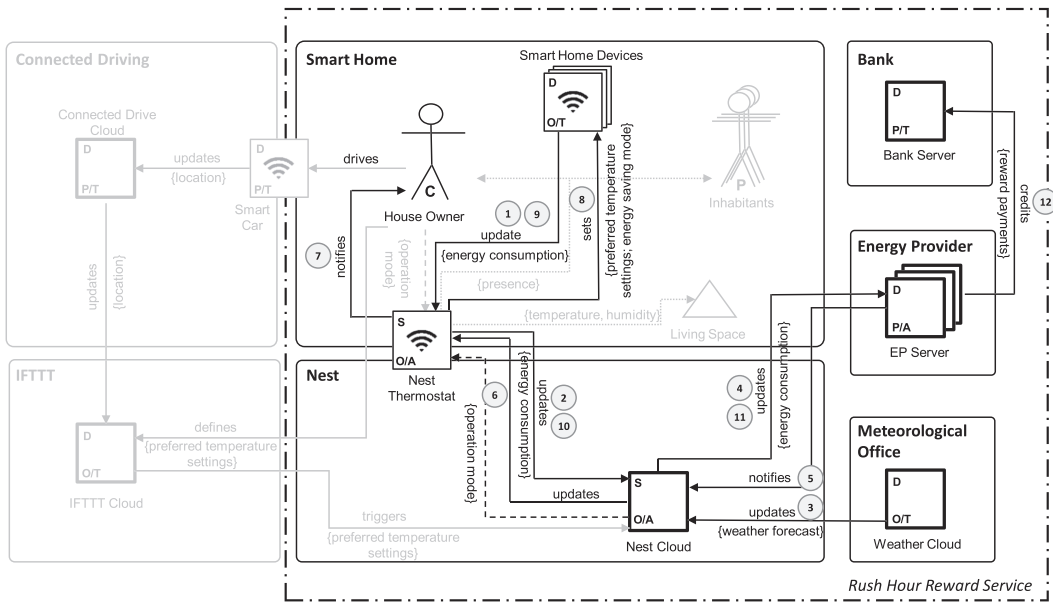 Connected Driving
Connected Drive
Cloud
D
P/T
updates
{location}
D
P/T
Smart
Car
updates
{location}
IFTTT
D
O/T
IFTTT Cloud
defines
{preferred temperature
settings}
triggers
{preferred temperature
settings}
Smart Home
drives
C
House Owner
7
notifies
{operation
mode}
Smart Home Devices
D
O/T
1
9
update
{energy consumption}
8
sets
{preferred temperature
settings; energy saving mode}
{presence}
P
Inhabitants
{temperature, humidity}
Living Space
S
O/A
Nest
Thermostat
Nest
6
{operation mode}
{energy consumption}
updates
2
10
updates
S
O/A
Nest Cloud
4
11
updates
{energy consumption}
notifies
5
3
updates
{weather forecast}
Bank
D
P/T
Bank Server
{reward payments}
credits
12
Energy Provider
D
P/A
EP Server
Meteorological
Office
D
O/T
Weather Cloud
Rush Hour Reward Service